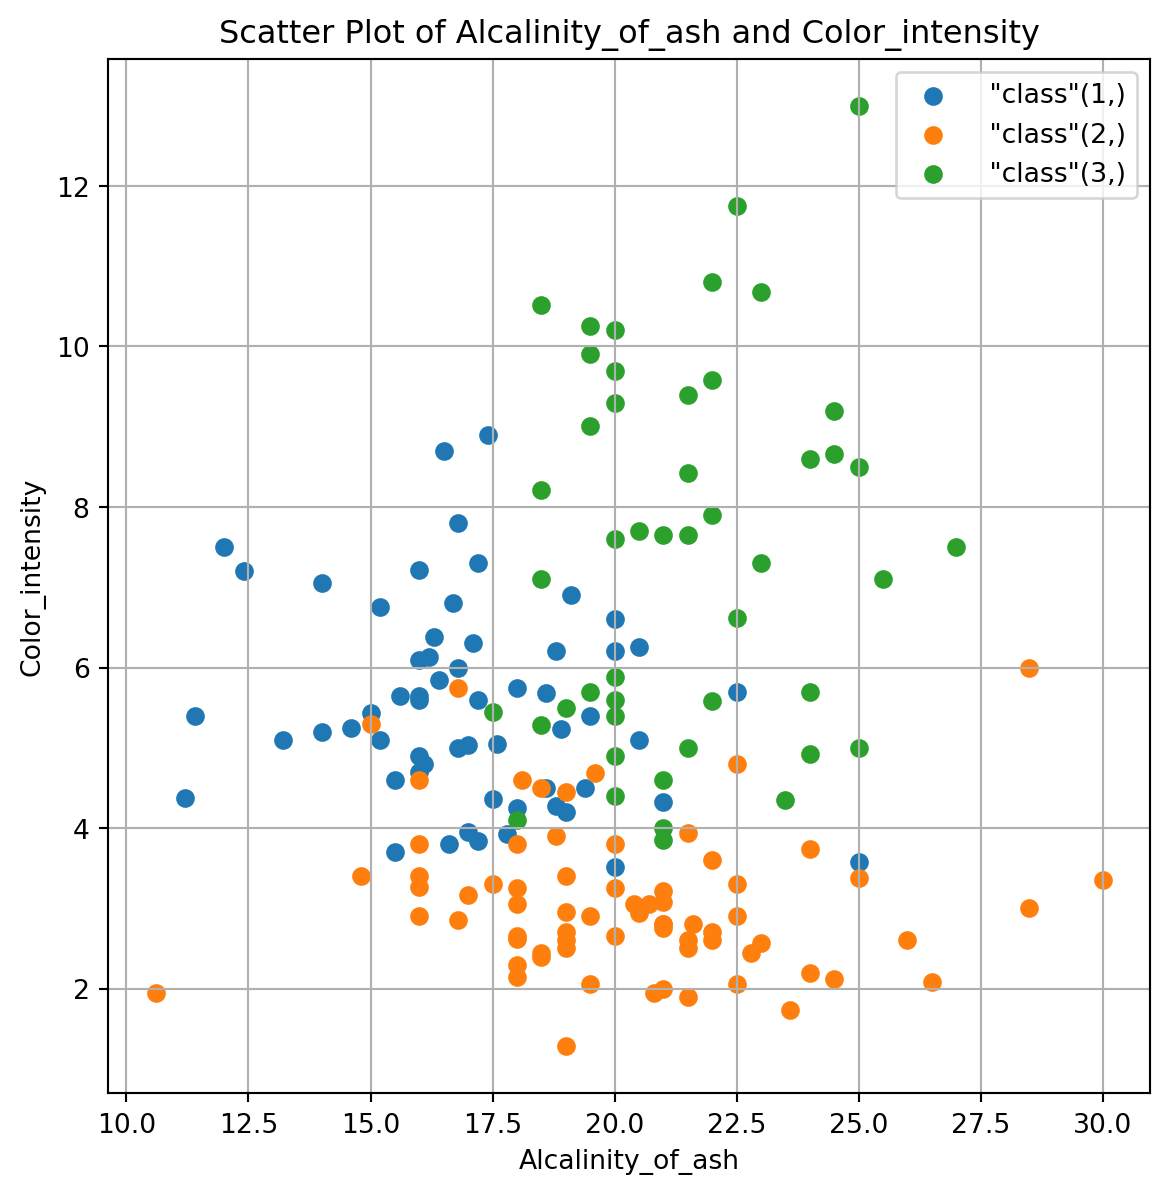 Scatter Plot of Alcalinity_of_ash and Color_intensity
"class"(1,)
"class"(2,)
"class"(3,)
12
10
8
6
4
2
Color_intensity
10.0 12.5 15.0 17.5 20.0 22.5 25.0 27.5 30.0
Alcalinity_of_ash